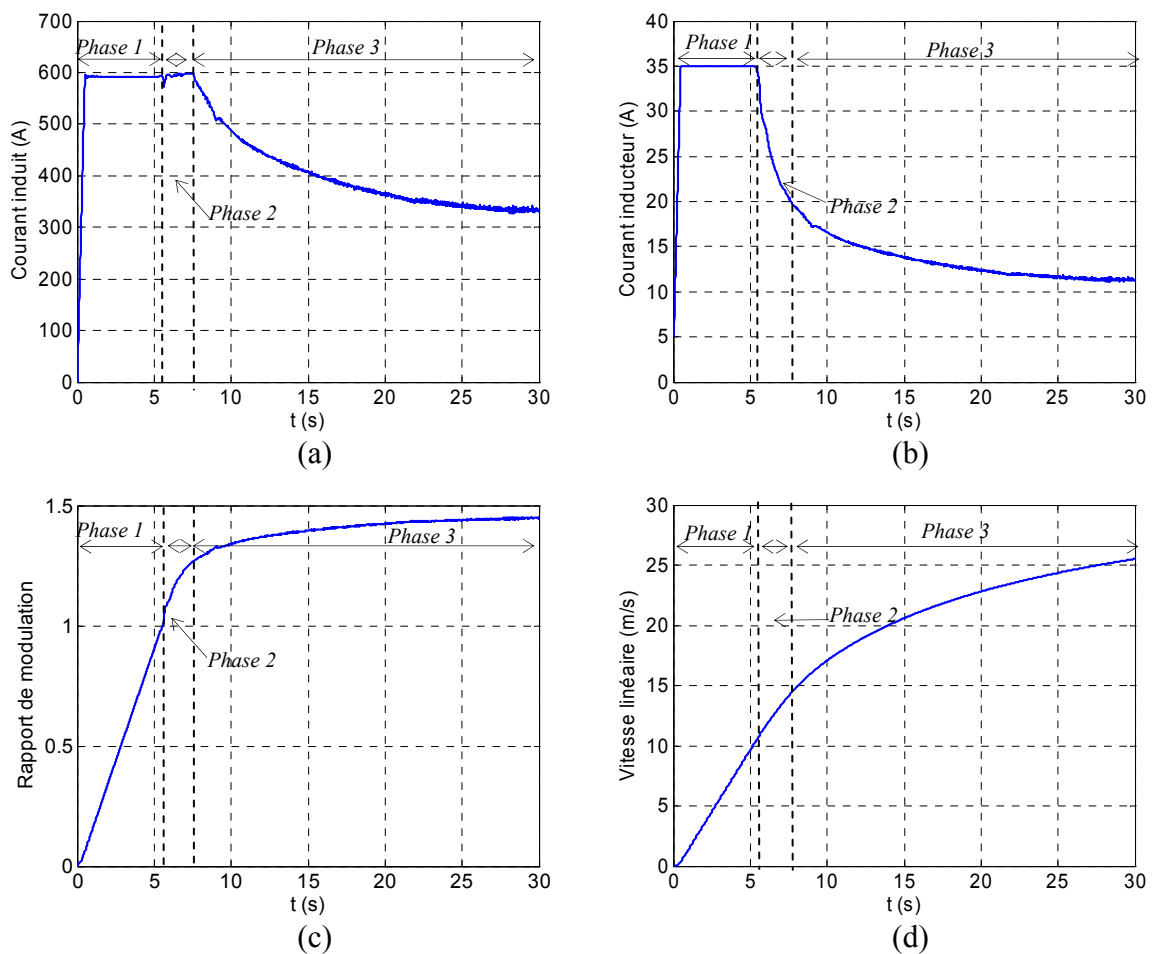 700
600
500
400
300
200
100
0
Courant induit (A)
Phase 1
Phase 3
Phase 2
0 5 10 15 20 25 30
t (s)
(a)
40
35
30
25
20
15
10
5
0
Courant inducteur (A)
Phase 1
Phase 3
Phase 2
0 5 10 15 20 25 30
t (s)
(b)
1.5
1
0.5
0
Rapport de modulation
Phase 1
Phase 3
Phase 2
0 5 10 15 20 25 30
t (s)
(c)
30
25
20
15
10
5
0
Vitesse linéaire (m/s)
Phase 1
Phase 3
Phase 2
0 5 10 15 20 25 30
t (s)
(d)